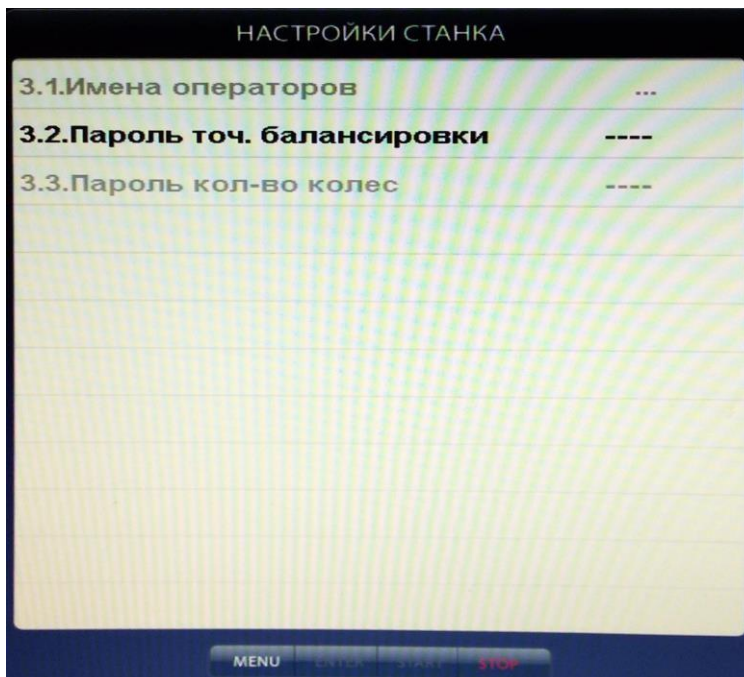 НАСТРОЙКИ СТАНКА
3.1.Имена операторов ...
3.2.Пароль точ. балансировки ----
3.3.Пароль кол-во колес ----
MENU ENTER START STOP